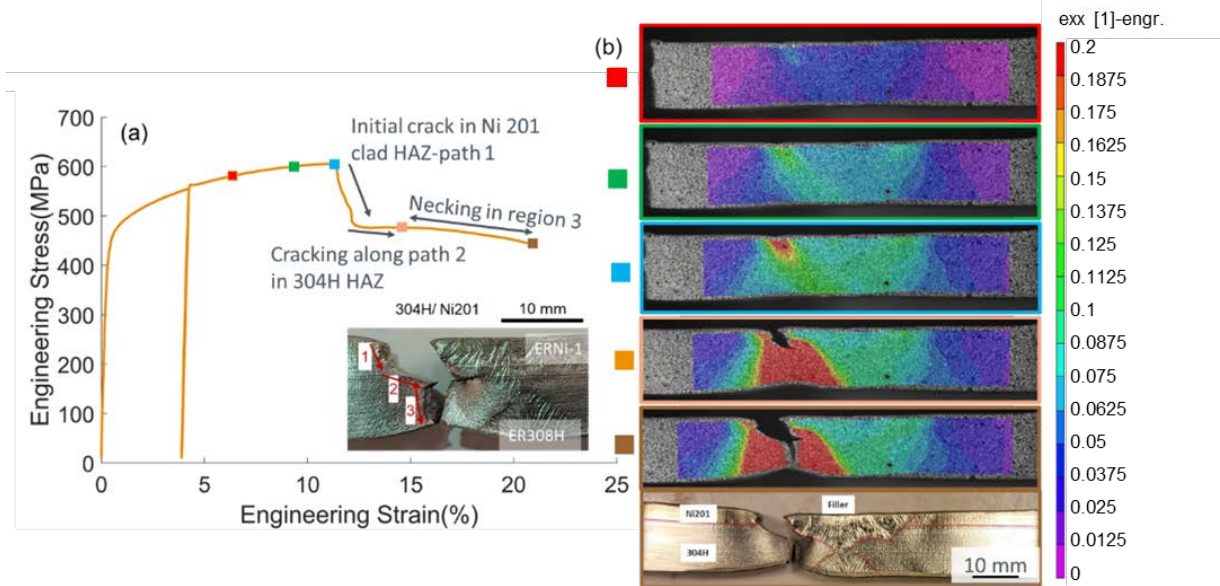 (a)
700
600
500
400
300
200
100
0
Engineering Stress(MPa)
0 5 10 15 20 25
Engineering Strain(%)
Initial crack in Ni 201
clad HAZ-path 1
Necking in region 3
Cracking along path 2
in 304H HAZ
304H/ Ni201
10 mm
1
2
3
ERNI-1
ER308H
(b)
Ni201
304H
Filler
10 mm
exx [1]-engr.
0.2
0.1875
0.175
0.1625
0.15
0.1375
0.125
0.1125
0.1
0.0875
0.075
0.0625
0.05
0.0375
0.025
0.0125
0